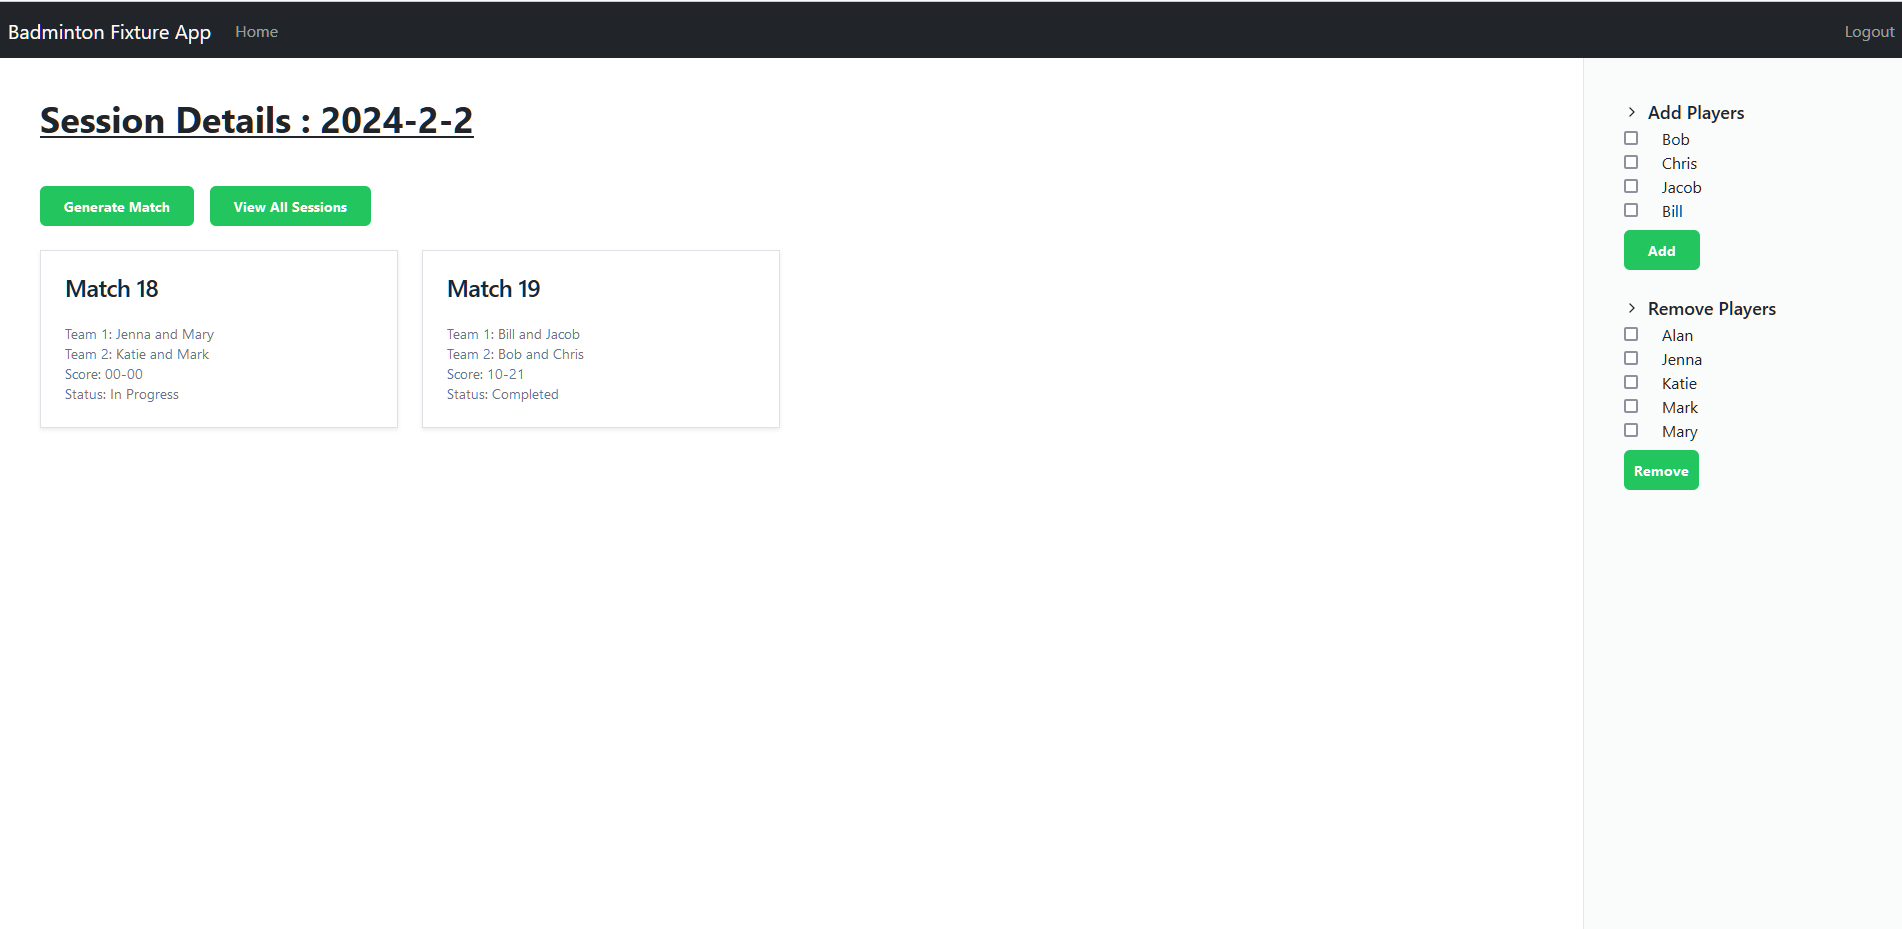 Badminton Fixture App Home Logout
Session Details : 2024-2-2
Generate Match View All Sessions
Match 18
Team 1: Jenna and Mary
Team 2: Katie and Mark
Score: 00-00
Status: In Progress
Match 19
Team 1: Bill and Jacob
Team 2: Bob and Chris
Score: 10-21
Status: Completed
Add Players
Bob
Chris
Jacob
Bill
Add
Remove Players
Alan
Jenna
Katie
Mark
Mary
Remove